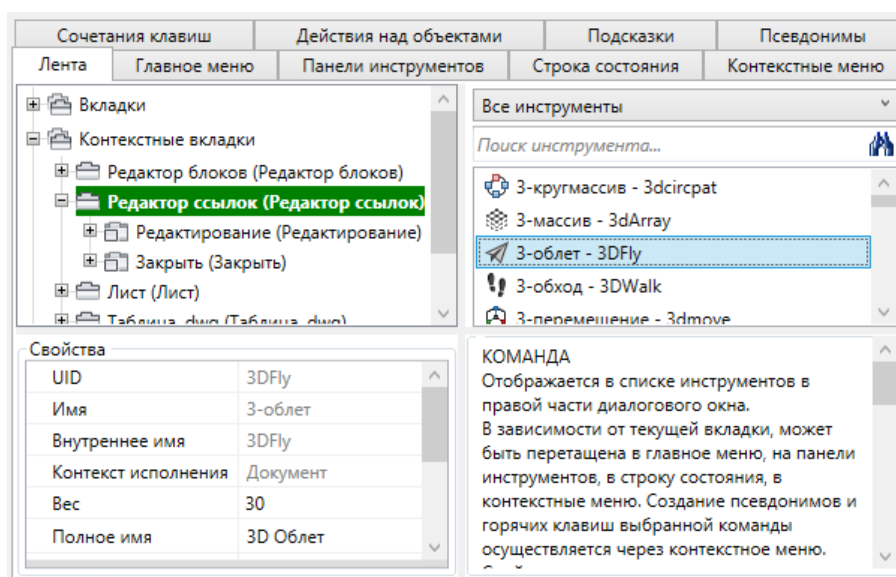 Сочетания клавиш
Действия над объектами
Подсказки
Псевдонимы
Лента
Главное меню
Панели инструментов
Строка состояния
Контекстные меню
Вкладки
Контекстные вкладки
Редактор блоков (Редактор блоков)
Редактор ссылок (Редактор ссылок)
Редактирование (Редактирование)
Закрыть (Закрыть)
Лист (Лист)
Таблица_dwg (Таблица_dwg)
Все инструменты
Поиск инструмента...
3-кругмассив - 3dcircpat
3-массив - 3dArray
3-облет - 3DFly
3-обход - 3DWalk
3-перемещение - 3dmove
Свойства
UID 3DFly
Имя 3-облет
Внутреннее имя 3DFly
Контекст исполнения Документ
Вес 30
Полное имя 3D Облет
КОМАНДА
Отображается в списке инструментов в
правой части диалогового окна.
В зависимости от текущей вкладки, может
быть перетащена в главное меню, на панели
инструментов, в строку состояния, в
контекстные меню. Создание псевдонимов и
горячих клавиш выбранной команды
осуществляется через контекстное меню.